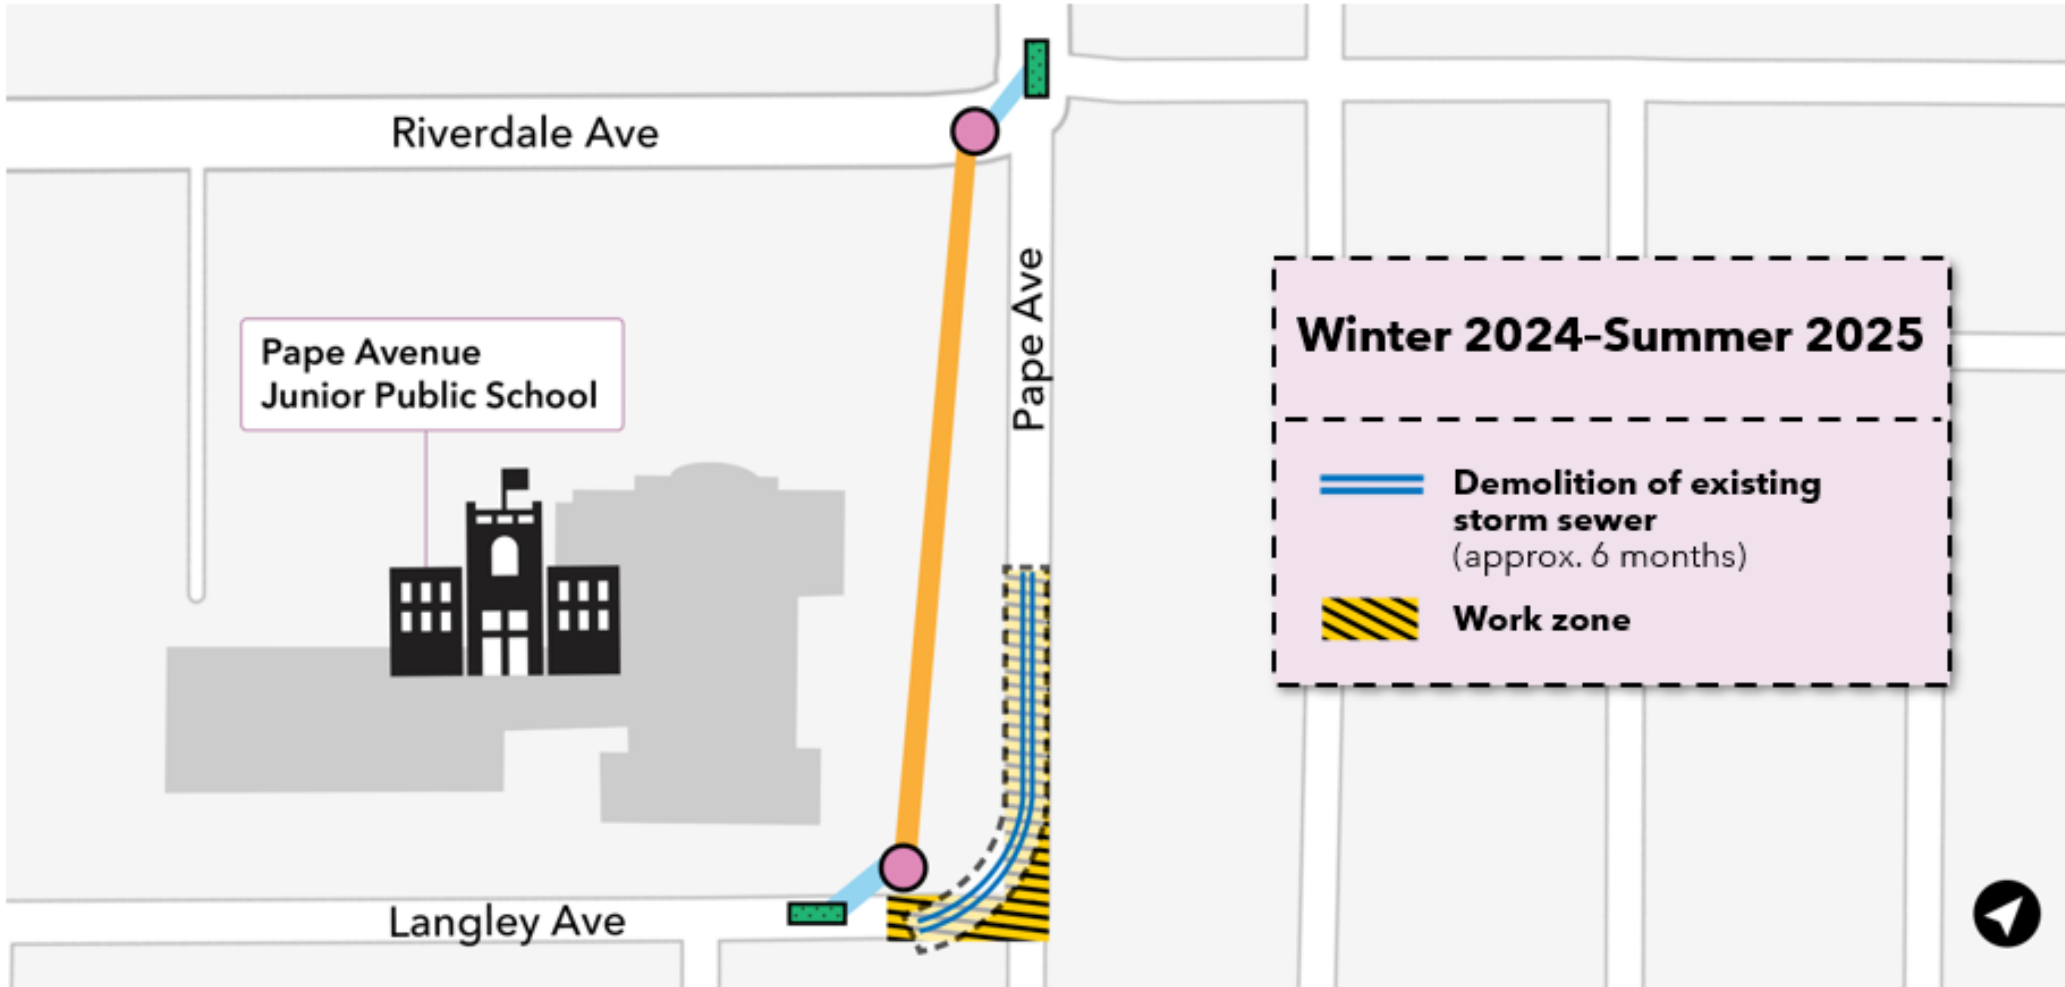 Riverdale Ave
Pape Ave
Pape Avenue
Junior Public School
Langley Ave
Winter 2024–Summer 2025
Demolition of existing
storm sewer
(approx. 6 months)
Work zone